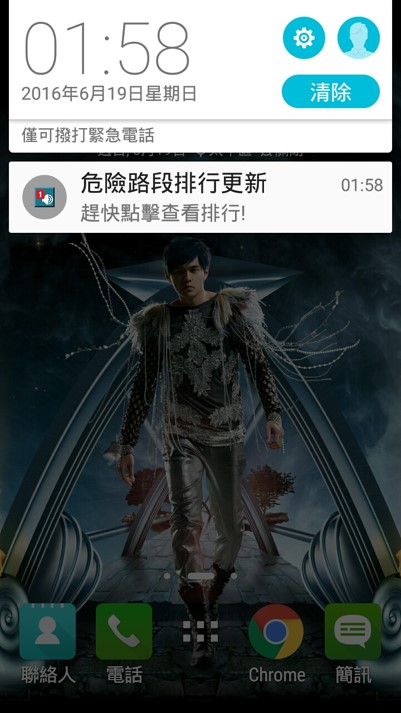 01:58
2016年6月19日星期日
清除
僅可撥打緊急電話
危險路段排行更新
01:58
趕快點擊查看排行!
1
聯絡人
電話
Chrome
簡訊